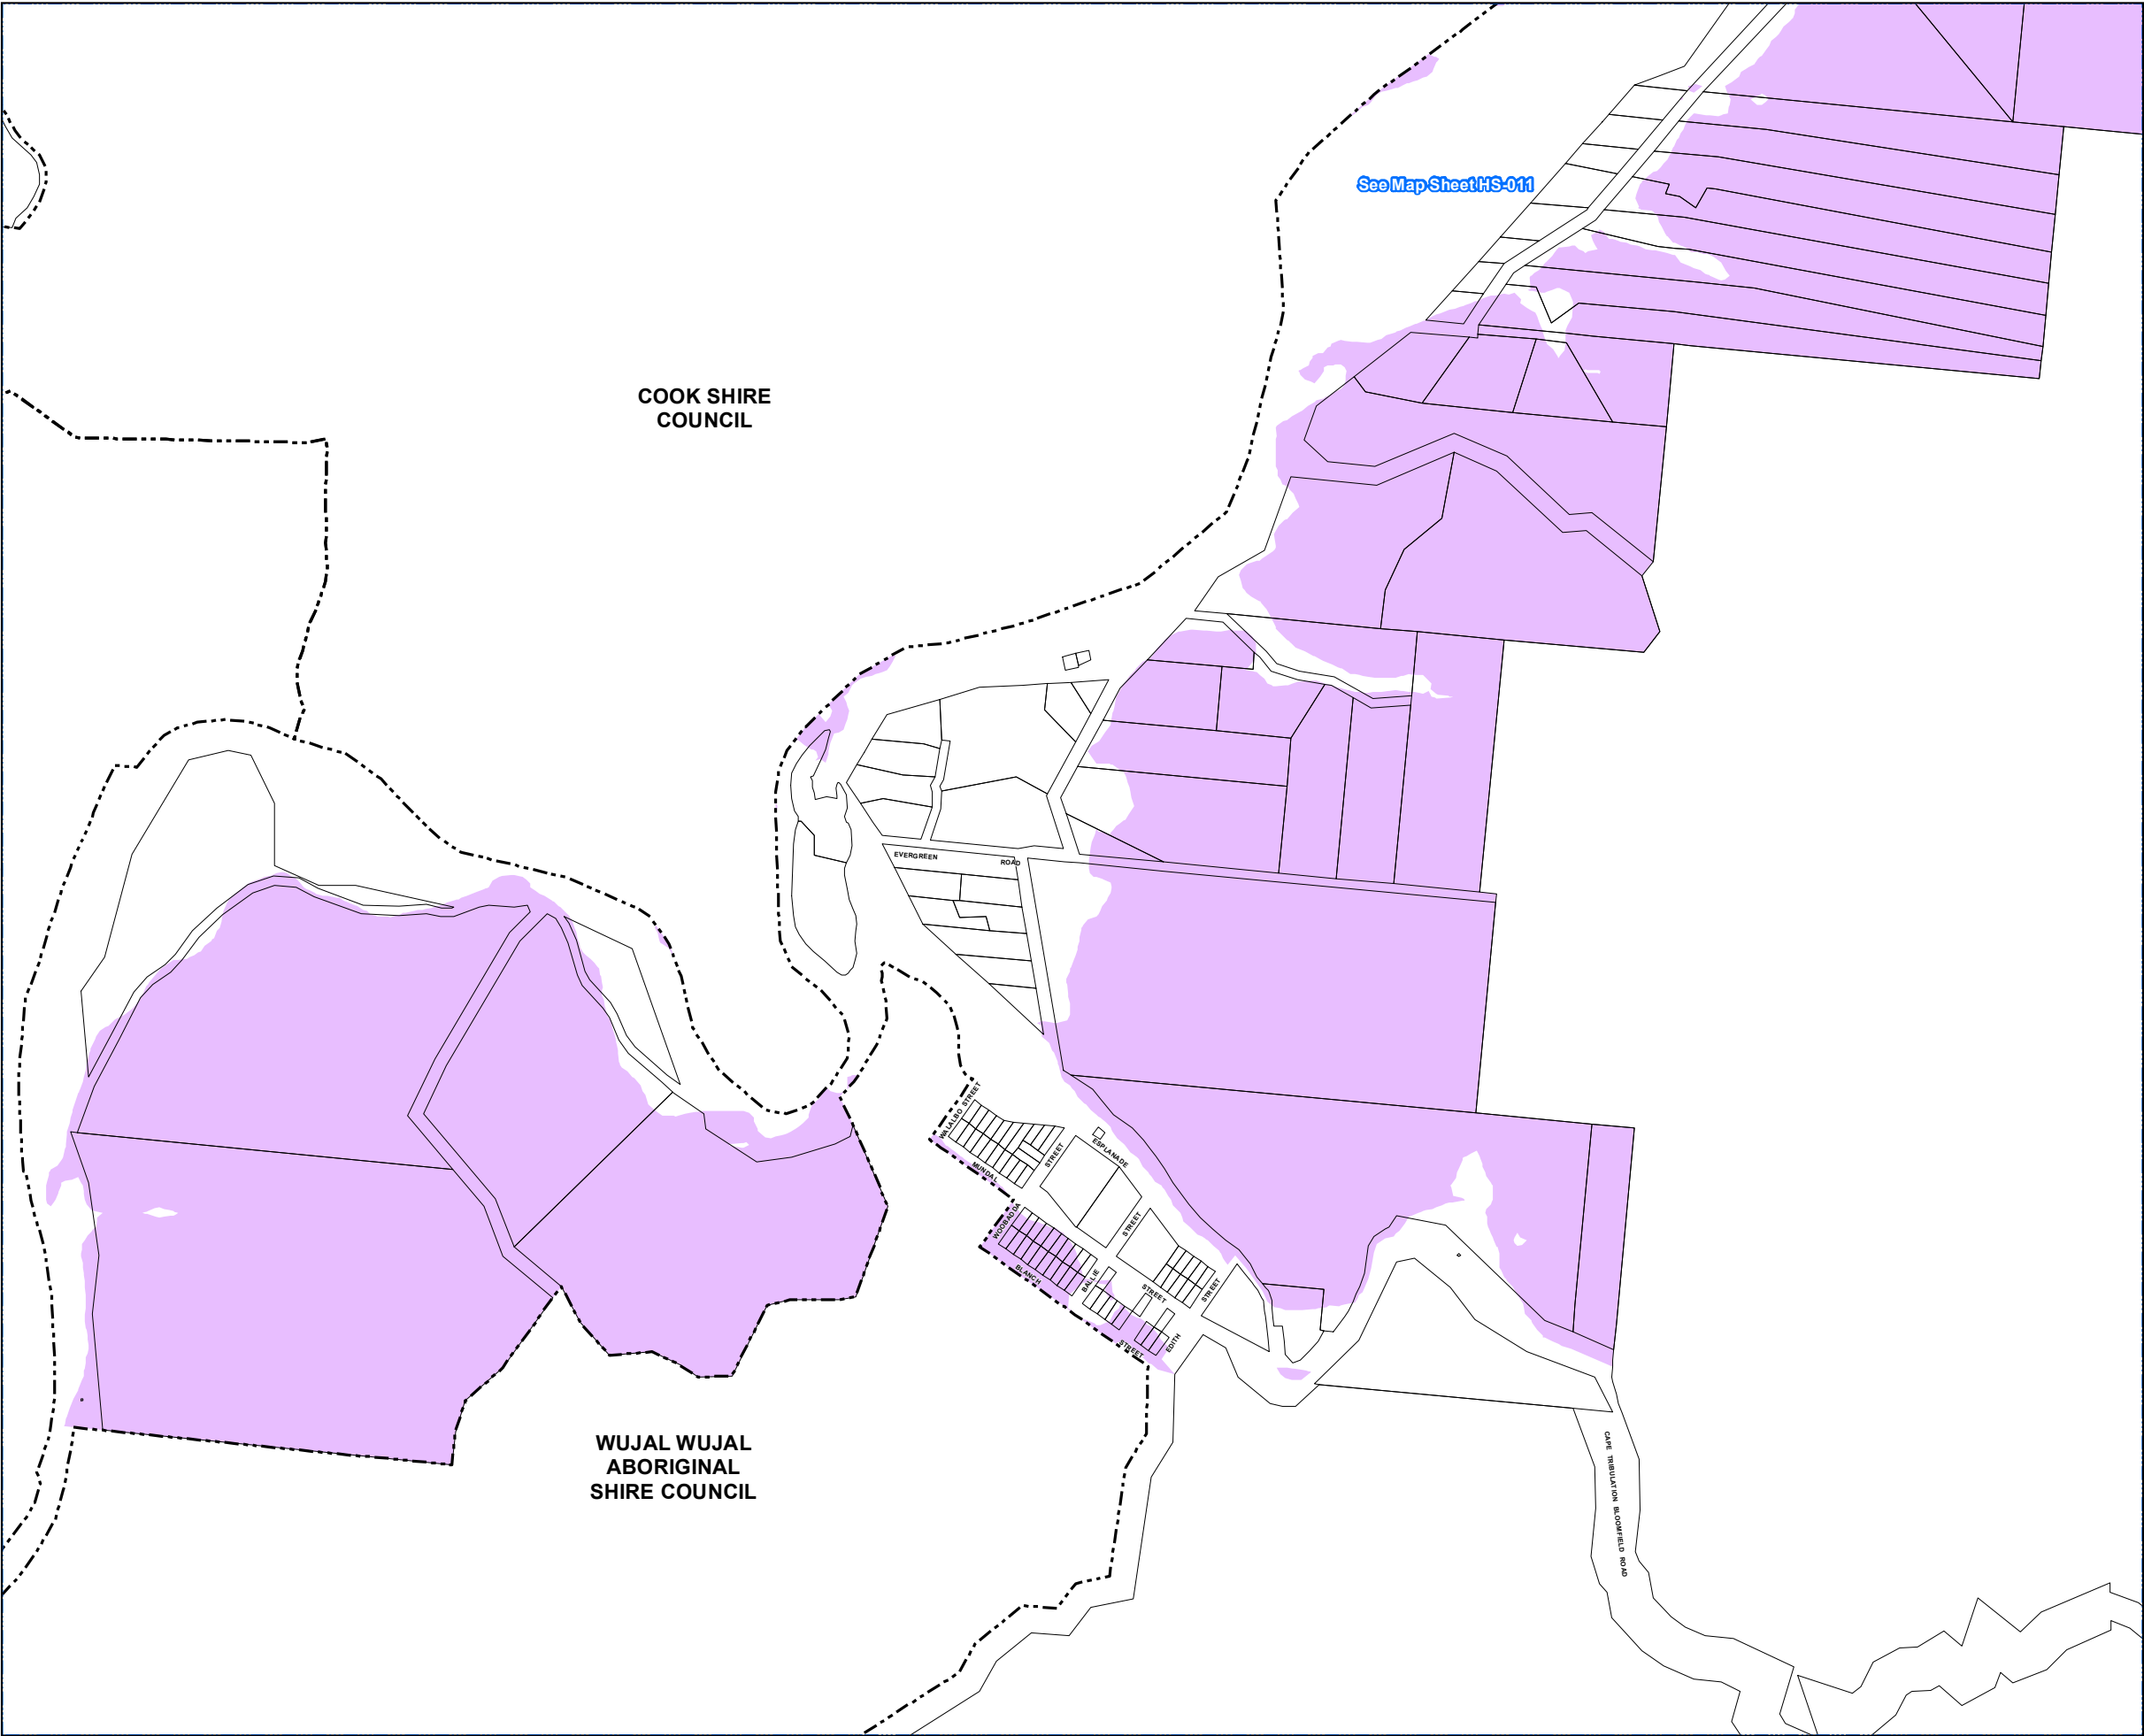 See Map Sheet HS-011
COOK SHIRE
COUNCIL
EVERGREEN
ROAD
WALALBO STREET
MUNDAL
STREET
ESPLANADE
WOOBADDA
STREET
BLANCH
BALLIE
STREET
STREET
STREET
EDITH
WUJAL WUJAL
ABORIGINAL
SHIRE COUNCIL
CAPE TRIBULATION BLOOMFIELD ROAD